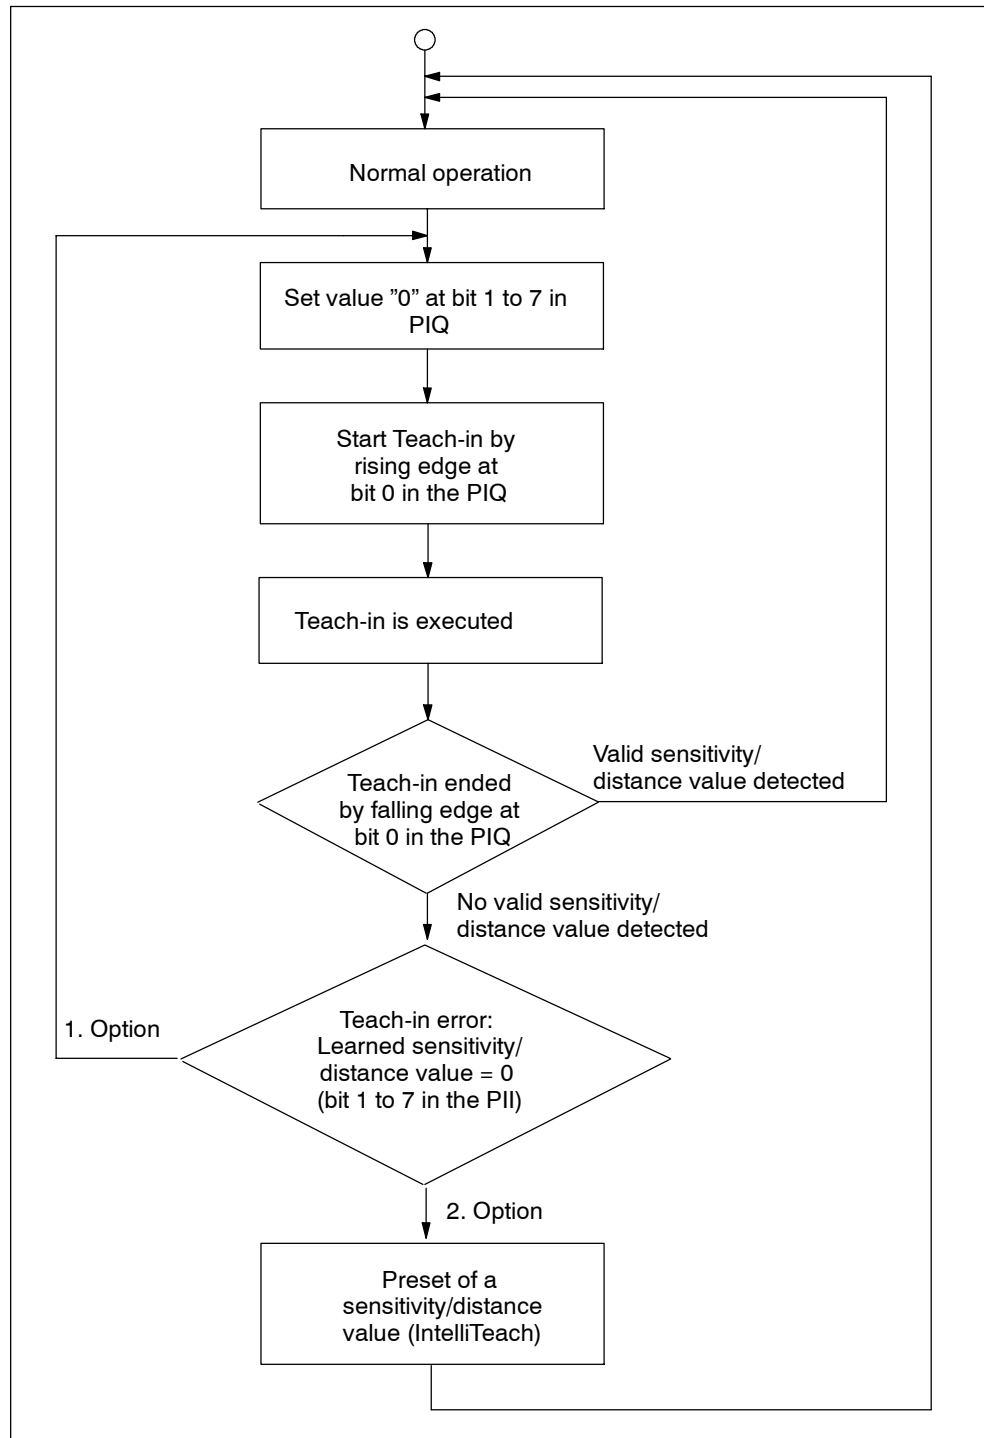 Normal operation
Set value ”0” at bit 1 to 7 in
PIQ
Start Teach-in by
rising edge at
bit 0 in the PIQ
Teach-in is executed
Valid sensitivity/
distance value detected
Teach-in ended
by falling edge at
bit 0 in the PIQ
No valid sensitivity/
distance value detected
1. Option
Teach-in error:
Learned sensitivity/
distance value = 0
(bit 1 to 7 in the PII)
2. Option
Preset of a
sensitivity/distance
value (IntelliTeach)